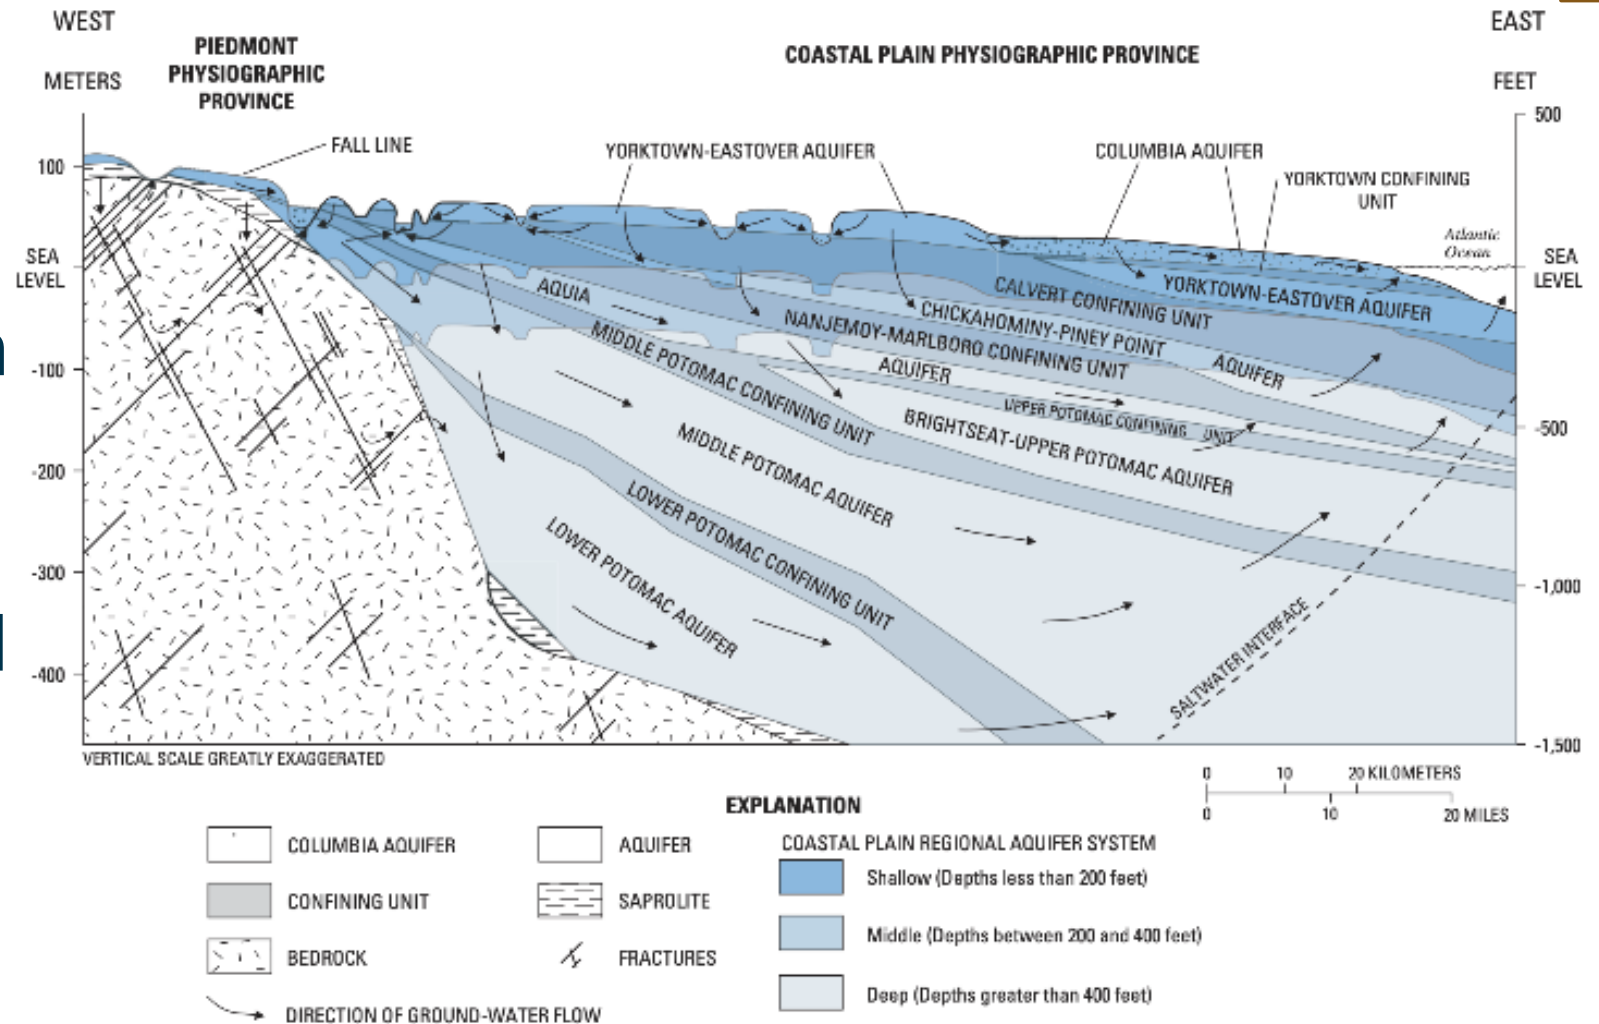 WEST
EAST
PIEDMONT
PHYSIOGRAPHIC
PROVINCE
COASTAL PLAIN PHYSIOGRAPHIC PROVINCE
METERS
FEET
500
FALL LINE
YORKTOWN-EASTOVER AQUIFER
COLUMBIA AQUIFER
YORKTOWN CONFINING
UNIT
100
Atlantic
Ocean
SEA
LEVEL
SEA
LEVEL
CALVERT CONFINING UNIT
YORKTOWN-EASTOVER AQUIFER
AQUIA
CHICKAHOMINY-PINEY POINT
AQUIFER
NANJEMOY-MARLBORO CONFINING UNIT
MIDDLE POTOMAC CONFINING UNIT
AQUIFER
-100
UPPER POTOMAC CONFINING UNIT
BRIGHTSEAT-UPPER POTOMAC AQUIFER
-500
MIDDLE POTOMAC AQUIFER
-200
LOWER POTOMAC CONFINING UNIT
LOWER POTOMAC AQUIFER
-300
-1,000
SALTWATER INTERFACE
-400
-1,500
VERTICAL SCALE GREATLY EXAGGERATED
0 10 20 KILOMETERS
0 10 20 MILES
EXPLANATION
COLUMBIA AQUIFER
AQUIFER
CONFINING UNIT
SAPROLITE
BEDROCK
FRACTURES
DIRECTION OF GROUND-WATER FLOW
COASTAL PLAIN REGIONAL AQUIFER SYSTEM
Shallow (Depths less than 200 feet)
Middle (Depths between 200 and 400 feet)
Deep (Depths greater than 400 feet)